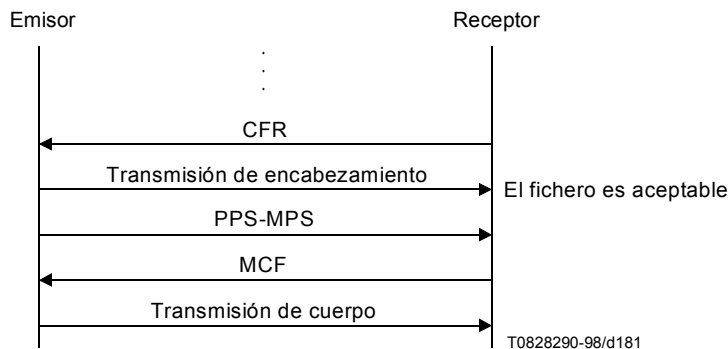 Emisor
Receptor
CFR
Transmisión de encabezamiento
El fichero es aceptable
PPS-MPS
MCF
Transmisión de cuerpo
T0828290-98/d181